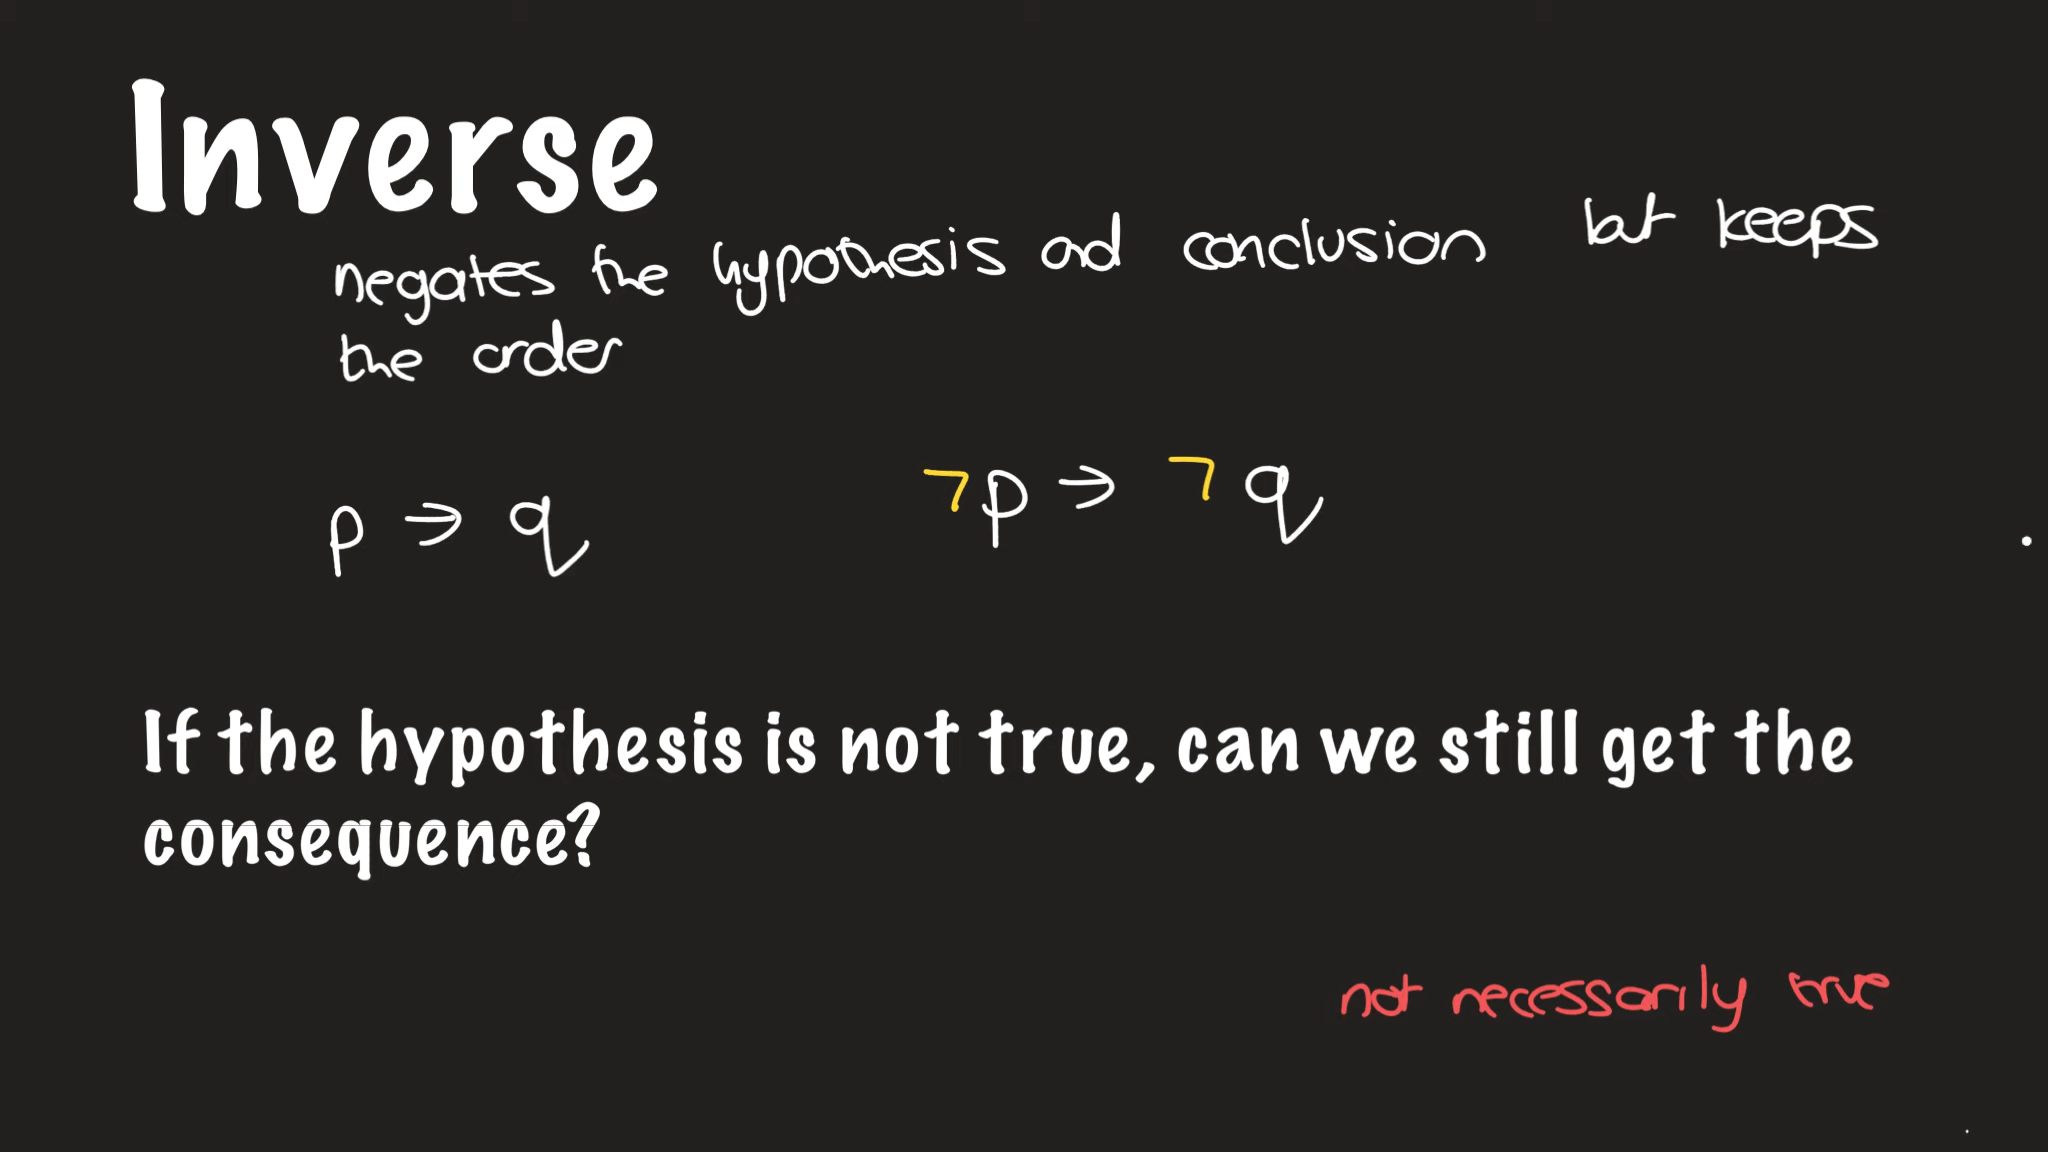 Inverse
negates the hypothesis and conclusion but keeps
the order
p → q ¬p → ¬q
If the hypothesis is not true, can we still get the
consequence?
not necessarily true